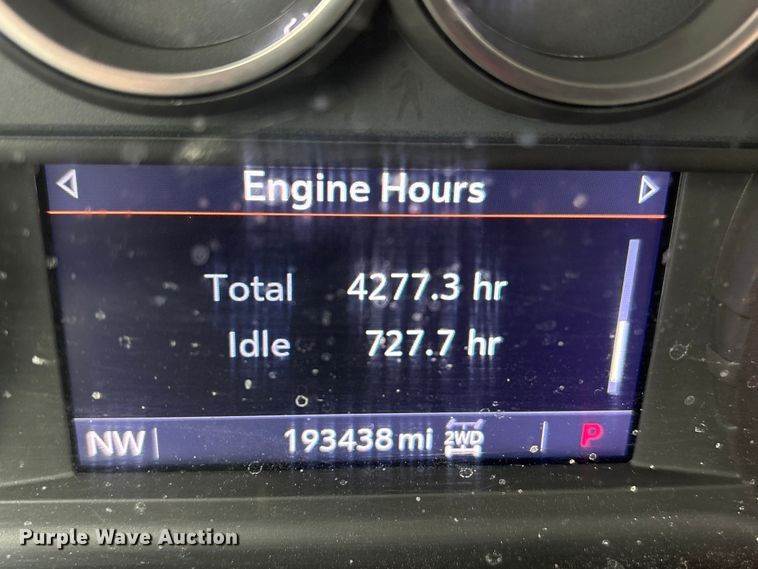 Engine Hours
Total 4277.3 hr
Idle 727.7 hr
NW 193438 mi 2WD P
Purple Wave Auction